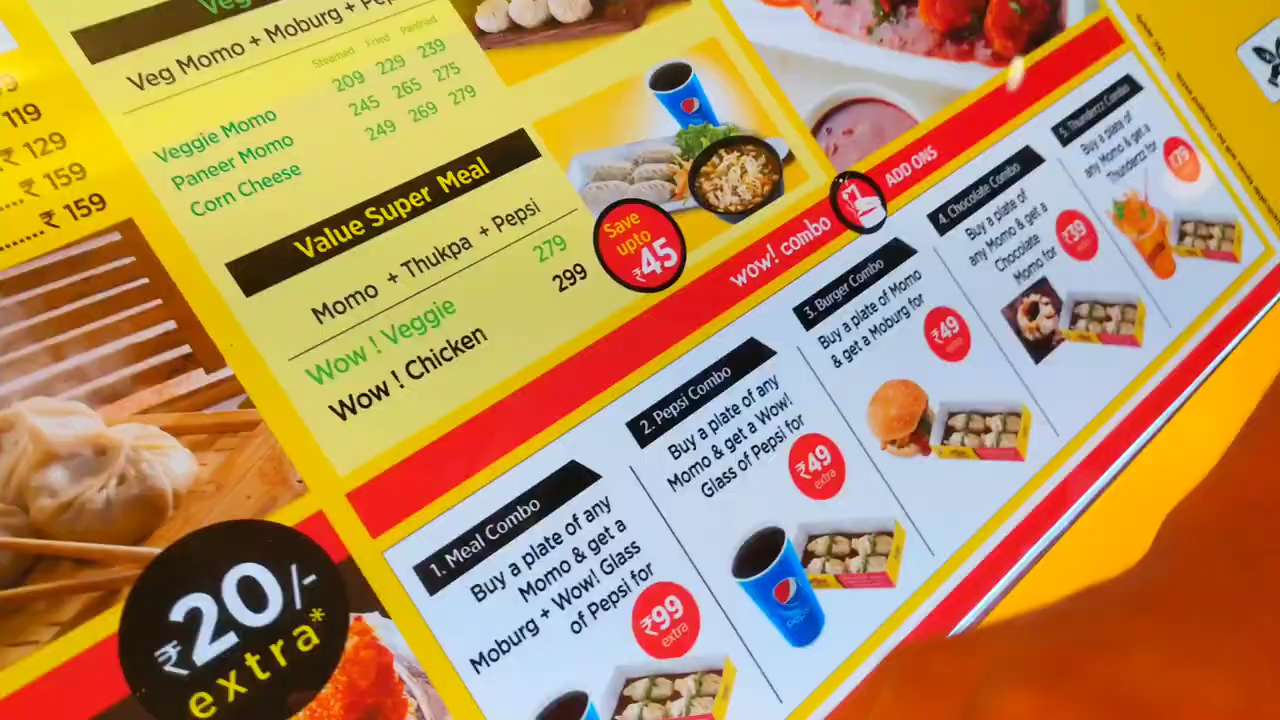 Veg
Veg Momo + Moburg +
Steamed Fried Panfried
Veggie Momo 209 229 239
Paneer Momo 245 265 275
Corn Cheese 249 269 279
119
₹ 129
₹ 159
₹ 159
Value Super Meal
Momo + Thukpa + Pepsi
Wow ! Veggie 279
Wow ! Chicken 299
Save
upto
₹45
wow! combo
ADD ONS
1. Meal Combo
Buy a plate of any
Momo & get a
Moburg + Wow! Glass
of Pepsi for
₹99
extra
2. Pepsi Combo
Buy a plate of any
Momo & get a Wow!
Glass of Pepsi for
₹49
extra
3. Burger Combo
Buy a plate of Momo
& get a Moburg for
₹49
extra
4. Chocolate Combo
Buy a plate of
any Momo & get a
Chocolate
Momo for
₹39
extra
5. Thunderzz Combo
Buy a plate of
any Momo & get a
Thunderzz for
₹79
₹20/-
extra*
pepsi